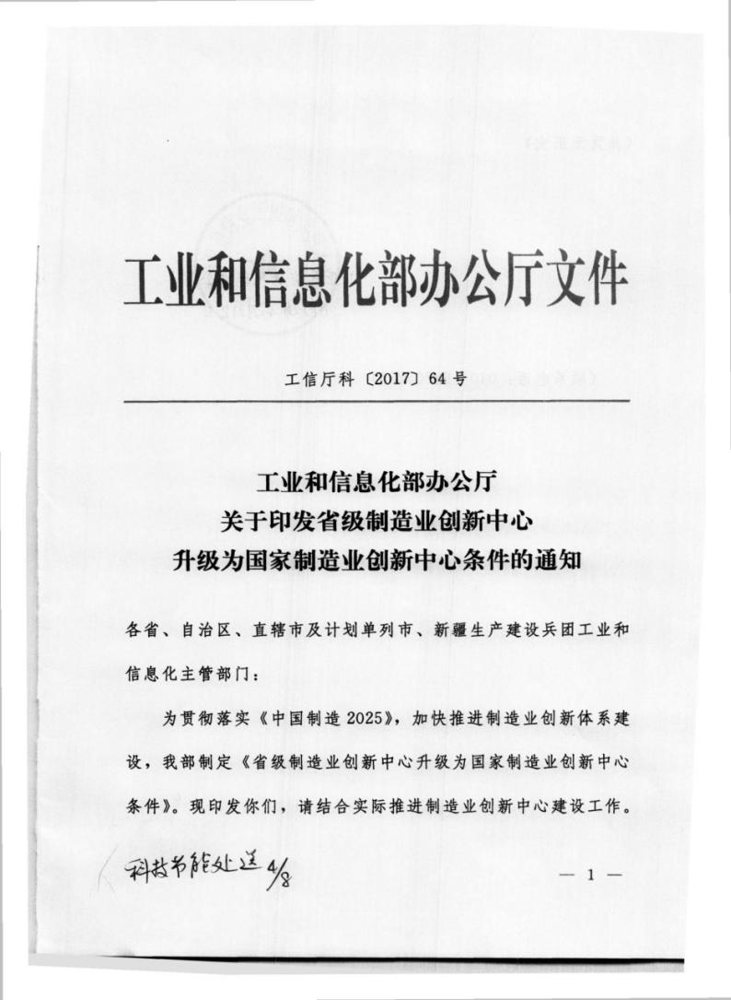 工业和信息化部办公厅文件
工信厅科〔2017〕64号
工业和信息化部办公厅
关于印发省级制造业创新中心
升级为国家制造业创新中心条件的通知
各省、自治区、直辖市及计划单列市、新疆生产建设兵团工业和
信息化主管部门：
为贯彻落实《中国制造 2025》，加快推进制造业创新体系建
设，我部制定《省级制造业创新中心升级为国家制造业创新中心
条件》。现印发你们，请结合实际推进制造业创新中心建设工作。
科技节能处送 4/8
— 1 —